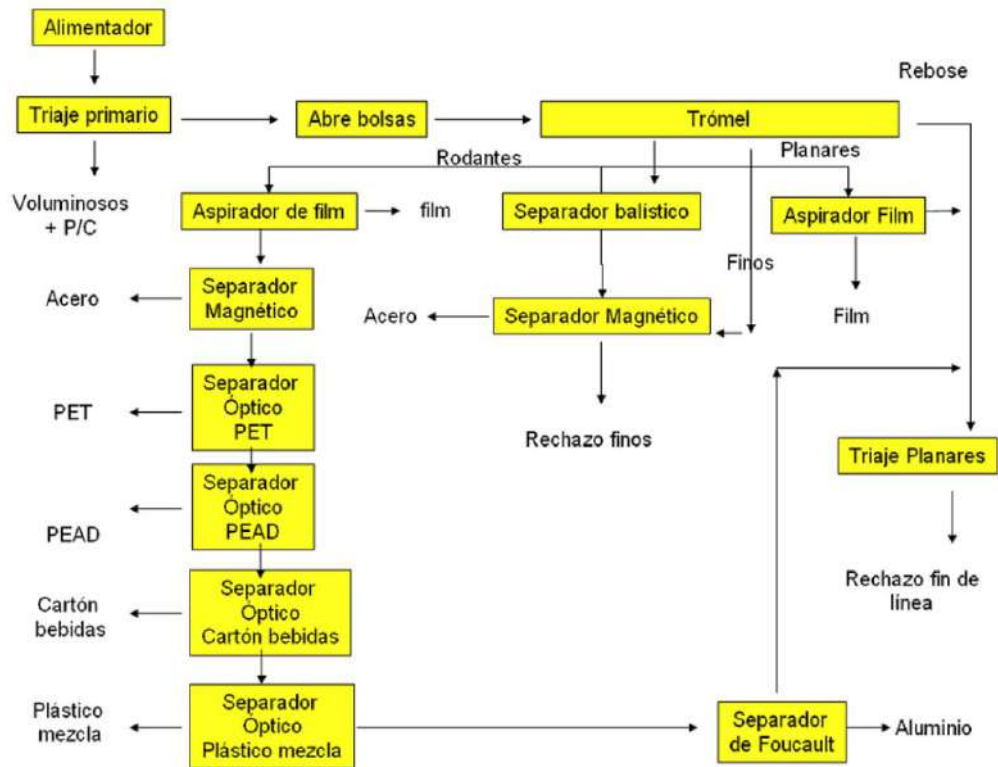 Alimentador
Rebose
Triaje primario
Abre bolsas
Trómel
Rodantes
Planares
Voluminosos
+ P/C
Aspirador de film
film
Separador balístico
Aspirador Film
Finos
Acero
Separador
Magnético
Acero
Separador Magnético
Film
PET
Separador
Óptico
PET
Rechazo finos
Triaje Planares
PEAD
Separador
Óptico
PEAD
Rechazo fin de
línea
Cartón
bebidas
Separador
Óptico
Cartón bebidas
Plástico
mezcla
Separador
Óptico
Plástico mezcla
Separador
de Foucault
Aluminio